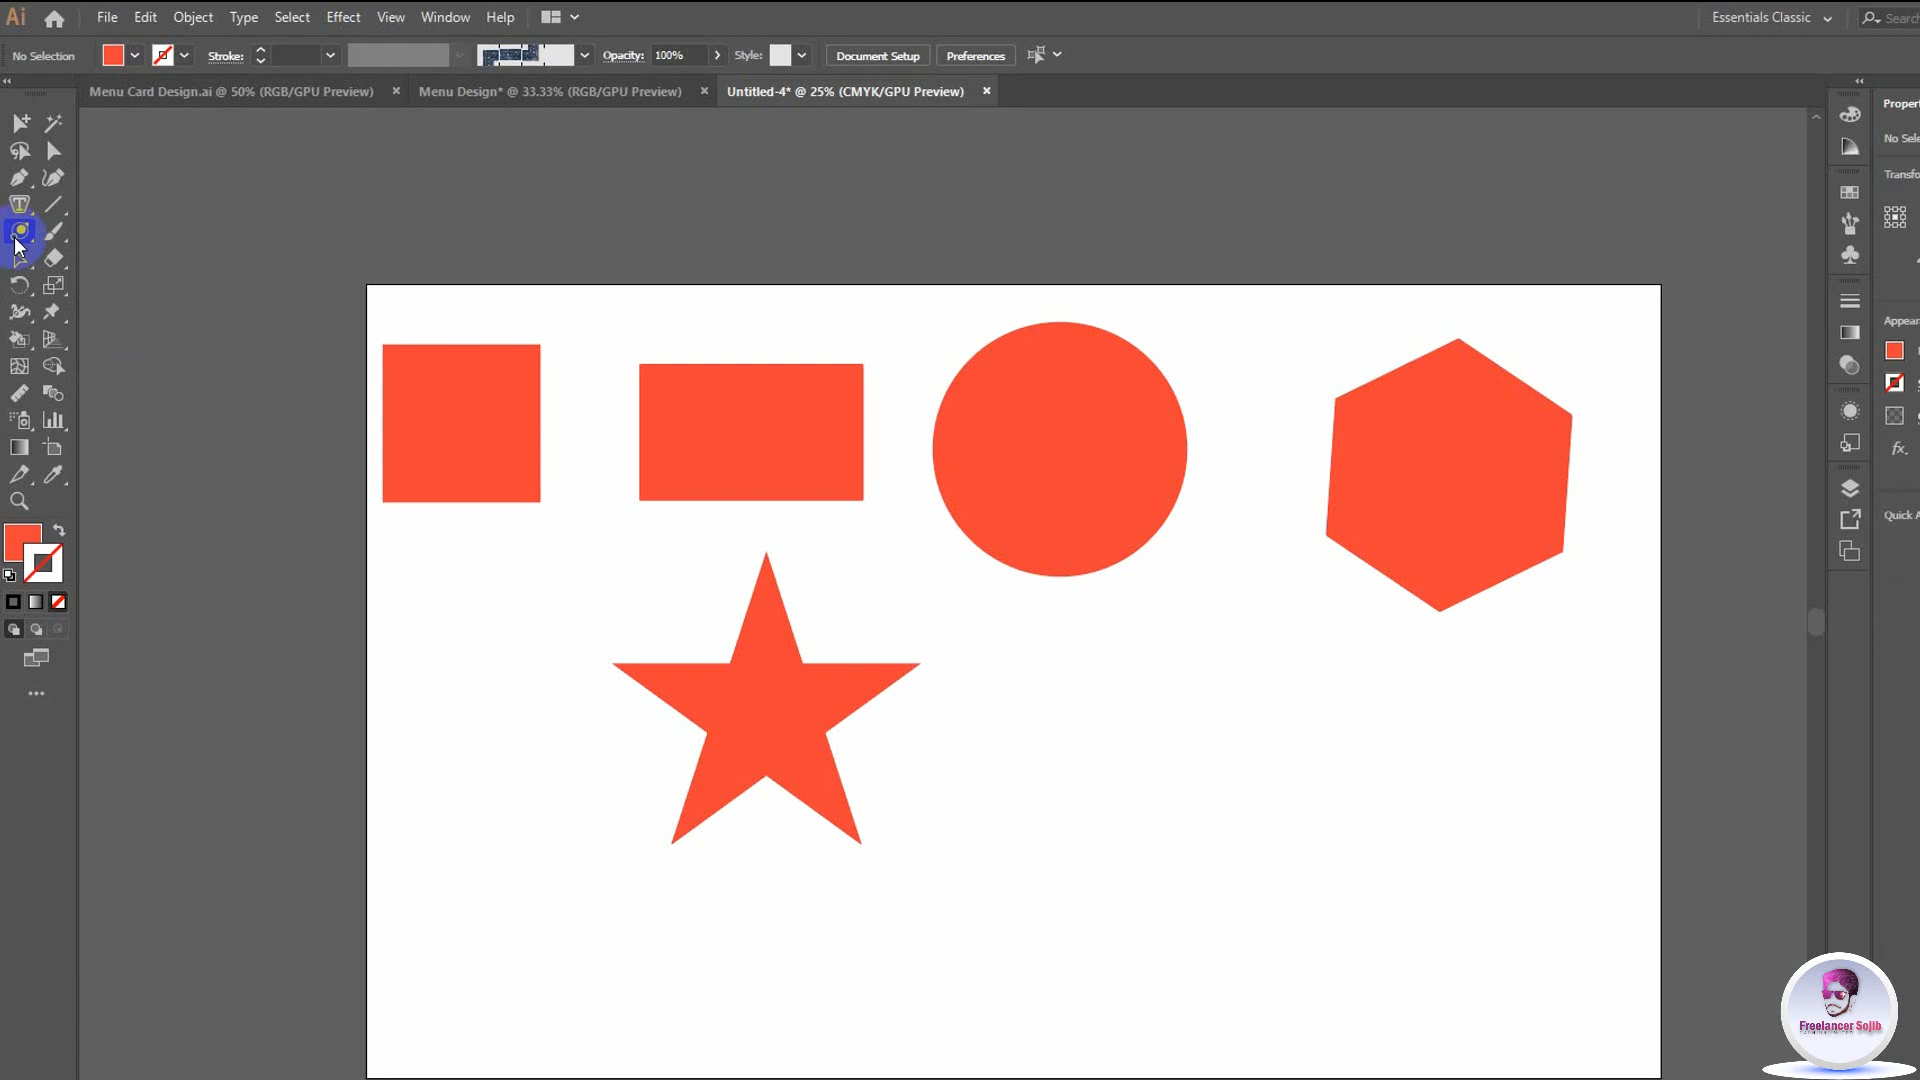 Ai File Edit Object Type Select Effect View Window Help Essentials Classic Search
No Selection Stroke: Opacity: 100% Style: Document Setup Preferences
Menu Card Design.ai @ 50% (RGB/GPU Preview) × Menu Design* @ 33.33% (RGB/GPU Preview) × Untitled-4* @ 25% (CMYK/GPU Preview) ×
Proper
No Sele
Transfo
Appear
fx.
Quick A
Freelancer Sojib